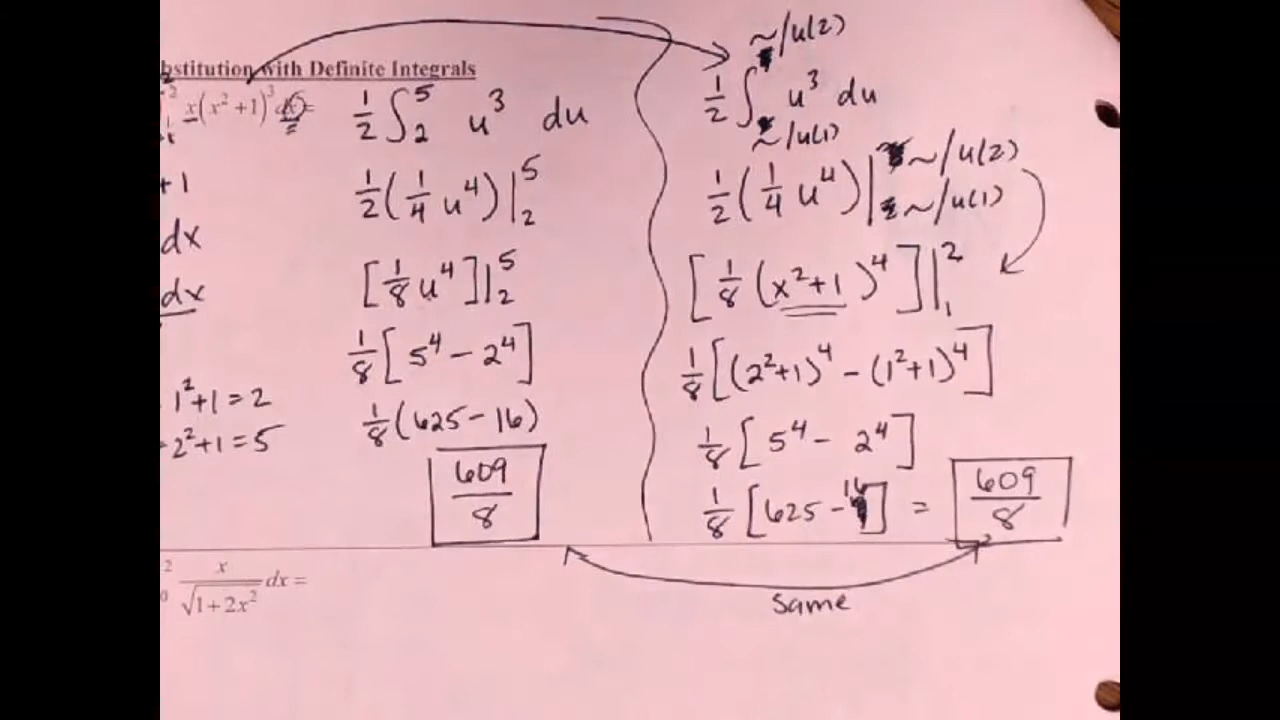 bstitution with Definite Integrals
x(x² + 1)³ dx =
+ 1
dx
dx
1² + 1 = 2
2² + 1 = 5
1/2 ∫₂⁵ u³ du
1/2 (1/4 u⁴) |₂⁵
[1/8 u⁴] |₂⁵
1/8 [5⁴ − 2⁴]
1/8 (625 − 16)
609/8
~/u(2)
1/2 ∫ u³ du
~/u(1)
1/2 (1/4 u⁴) | ~/u(2)
~/u(1)
[1/8 (x² + 1)⁴] |₁²
1/8 [(2² + 1)⁴ − (1² + 1)⁴]
1/8 [5⁴ − 2⁴]
1/8 [625 − 16] = 609/8
same
x/√(1 + 2x²) dx =